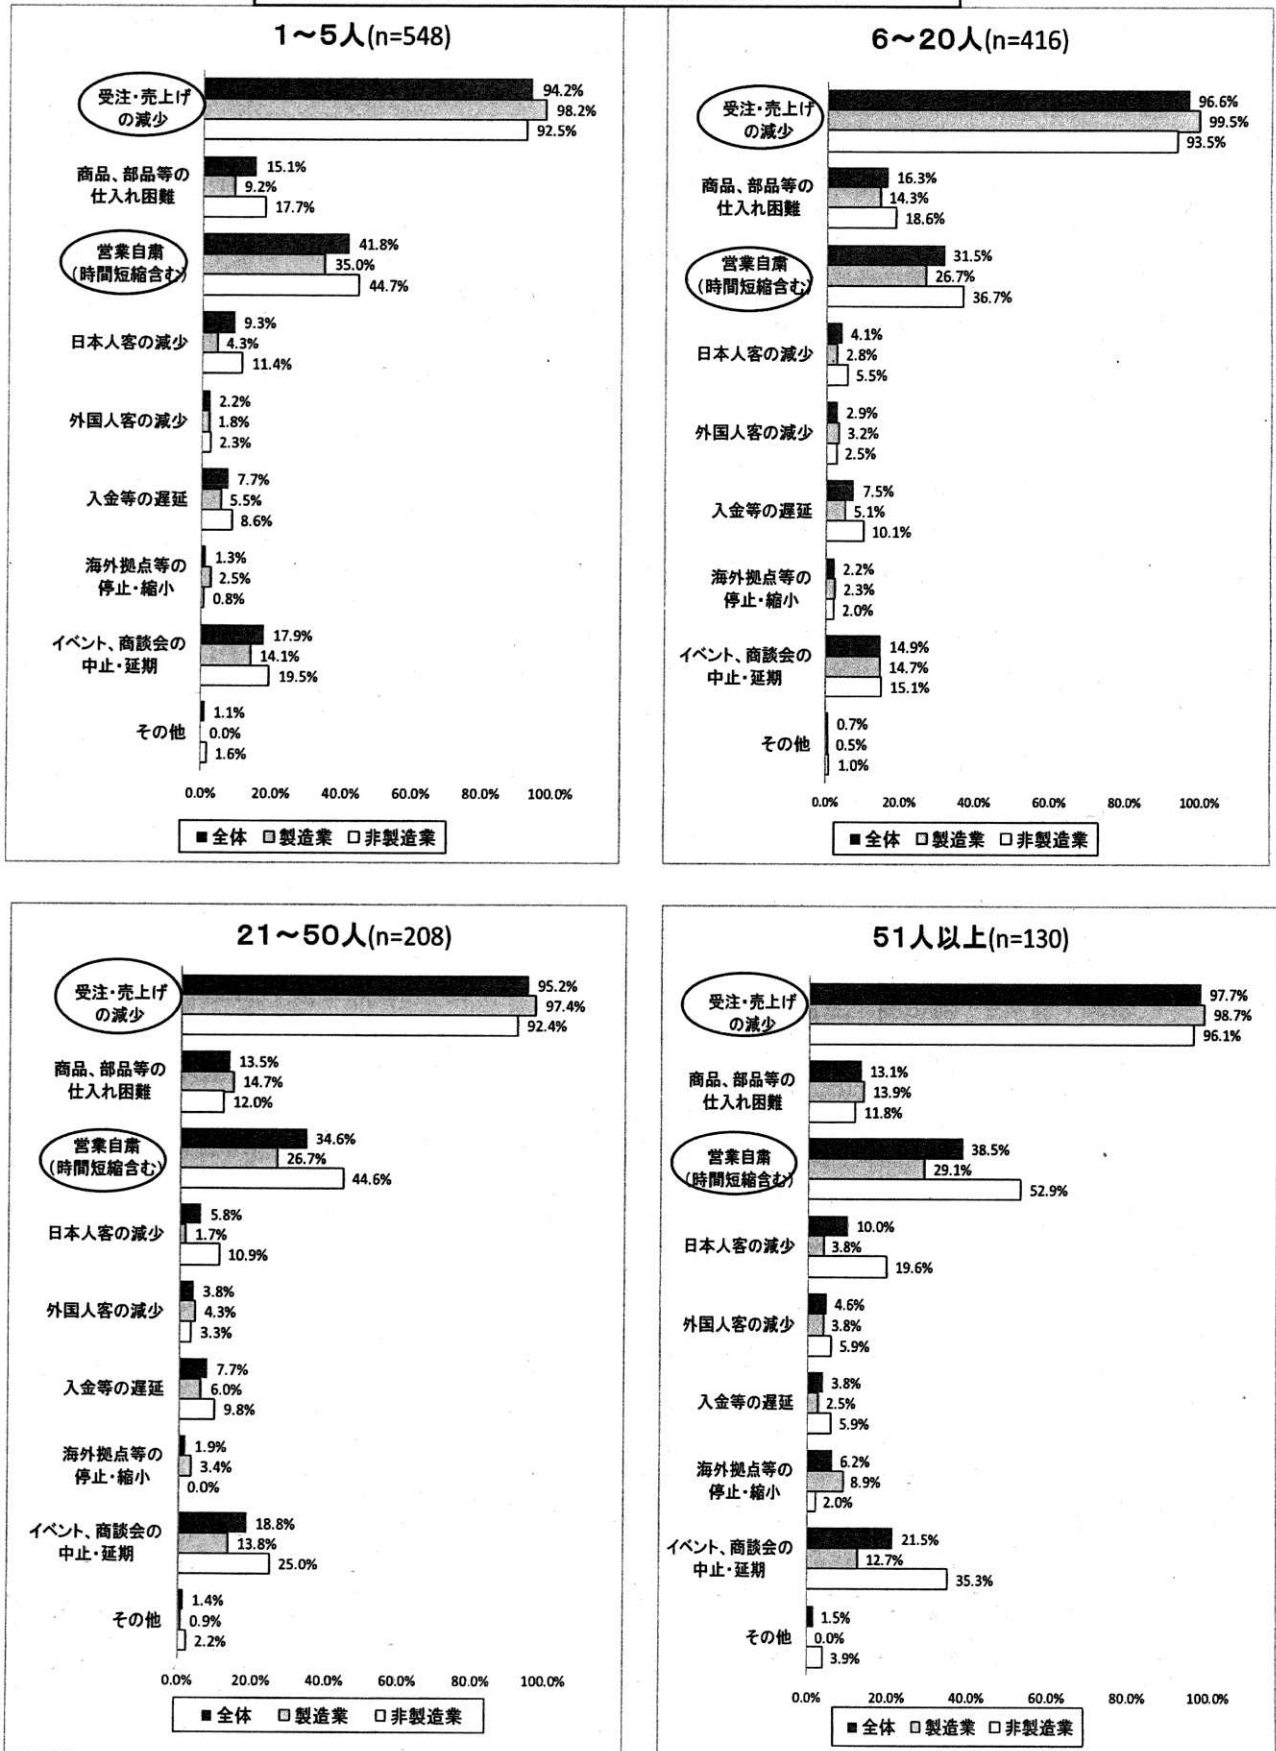 1～5人(n=548)
受注・売上げ
の減少
94.2%
98.2%
92.5%
商品、部品等の
仕入れ困難
15.1%
9.2%
17.7%
営業自粛
(時間短縮含む)
41.8%
35.0%
44.7%
日本人客の減少
9.3%
4.3%
11.4%
外国人客の減少
2.2%
1.8%
2.3%
入金等の遅延
7.7%
5.5%
8.6%
海外拠点等の
停止・縮小
1.3%
2.5%
0.8%
イベント、商談会の
中止・延期
17.9%
14.1%
19.5%
その他
1.1%
0.0%
1.6%
0.0% 20.0% 40.0% 60.0% 80.0% 100.0%
■全体 □製造業 □非製造業
6～20人(n=416)
受注・売上げ
の減少
96.6%
99.5%
93.5%
商品、部品等の
仕入れ困難
16.3%
14.3%
18.6%
営業自粛
(時間短縮含む)
31.5%
26.7%
36.7%
日本人客の減少
4.1%
2.8%
5.5%
外国人客の減少
2.9%
3.2%
2.5%
入金等の遅延
7.5%
5.1%
10.1%
海外拠点等の
停止・縮小
2.2%
2.3%
2.0%
イベント、商談会の
中止・延期
14.9%
14.7%
15.1%
その他
0.7%
0.5%
1.0%
0.0% 20.0% 40.0% 60.0% 80.0% 100.0%
■全体 □製造業 □非製造業
21～50人(n=208)
受注・売上げ
の減少
95.2%
97.4%
92.4%
商品、部品等の
仕入れ困難
13.5%
14.7%
12.0%
営業自粛
(時間短縮含む)
34.6%
26.7%
44.6%
日本人客の減少
5.8%
1.7%
10.9%
外国人客の減少
3.8%
4.3%
3.3%
入金等の遅延
7.7%
6.0%
9.8%
海外拠点等の
停止・縮小
1.9%
3.4%
0.0%
イベント、商談会の
中止・延期
18.8%
13.8%
25.0%
その他
1.4%
0.9%
2.2%
0.0% 20.0% 40.0% 60.0% 80.0% 100.0%
■全体 □製造業 □非製造業
51人以上(n=130)
受注・売上げ
の減少
97.7%
98.7%
96.1%
商品、部品等の
仕入れ困難
13.1%
13.9%
11.8%
営業自粛
(時間短縮含む)
38.5%
29.1%
52.9%
日本人客の減少
10.0%
3.8%
19.6%
外国人客の減少
4.6%
3.8%
5.9%
入金等の遅延
3.8%
2.5%
5.9%
海外拠点等の
停止・縮小
6.2%
8.9%
2.0%
イベント、商談会の
中止・延期
21.5%
12.7%
35.3%
その他
1.5%
0.0%
3.9%
0.0% 20.0% 40.0% 60.0% 80.0% 100.0%
■全体 □製造業 □非製造業